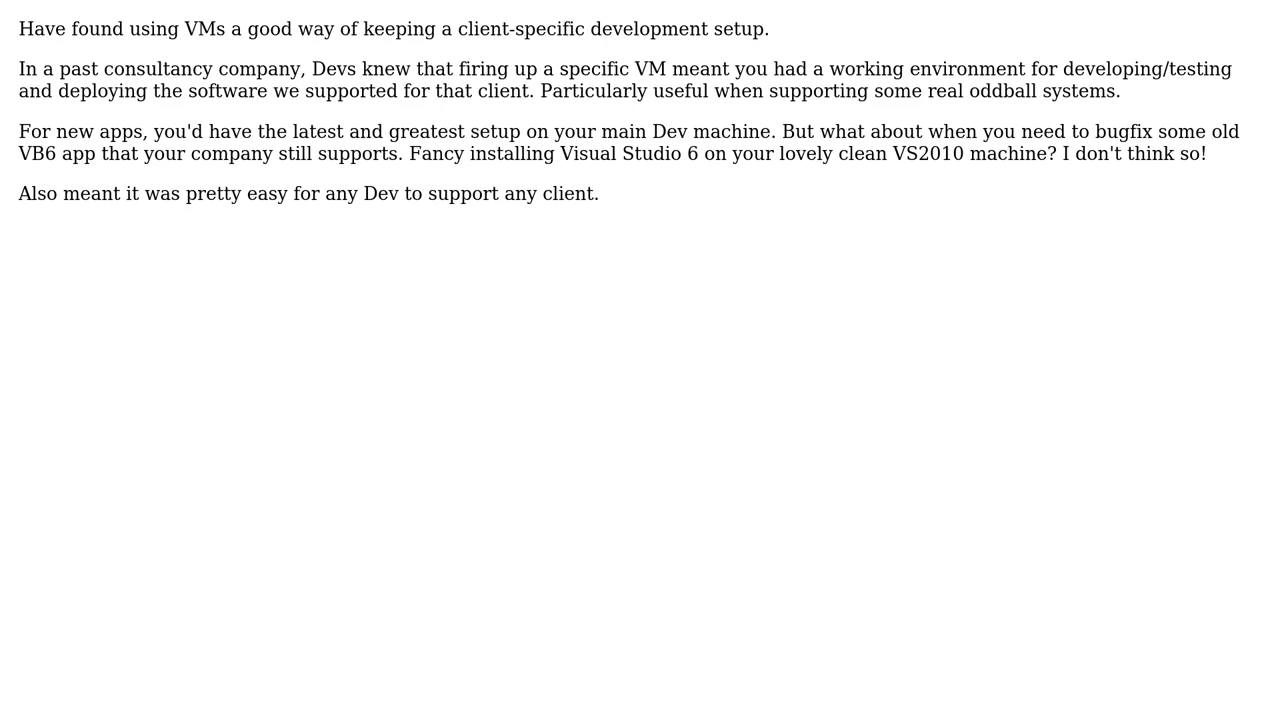 Have found using VMs a good way of keeping a client-specific development setup.
In a past consultancy company, Devs knew that firing up a specific VM meant you had a working environment for developing/testing
and deploying the software we supported for that client. Particularly useful when supporting some real oddball systems.
For new apps, you'd have the latest and greatest setup on your main Dev machine. But what about when you need to bugfix some old
VB6 app that your company still supports. Fancy installing Visual Studio 6 on your lovely clean VS2010 machine? I don't think so!
Also meant it was pretty easy for any Dev to support any client.